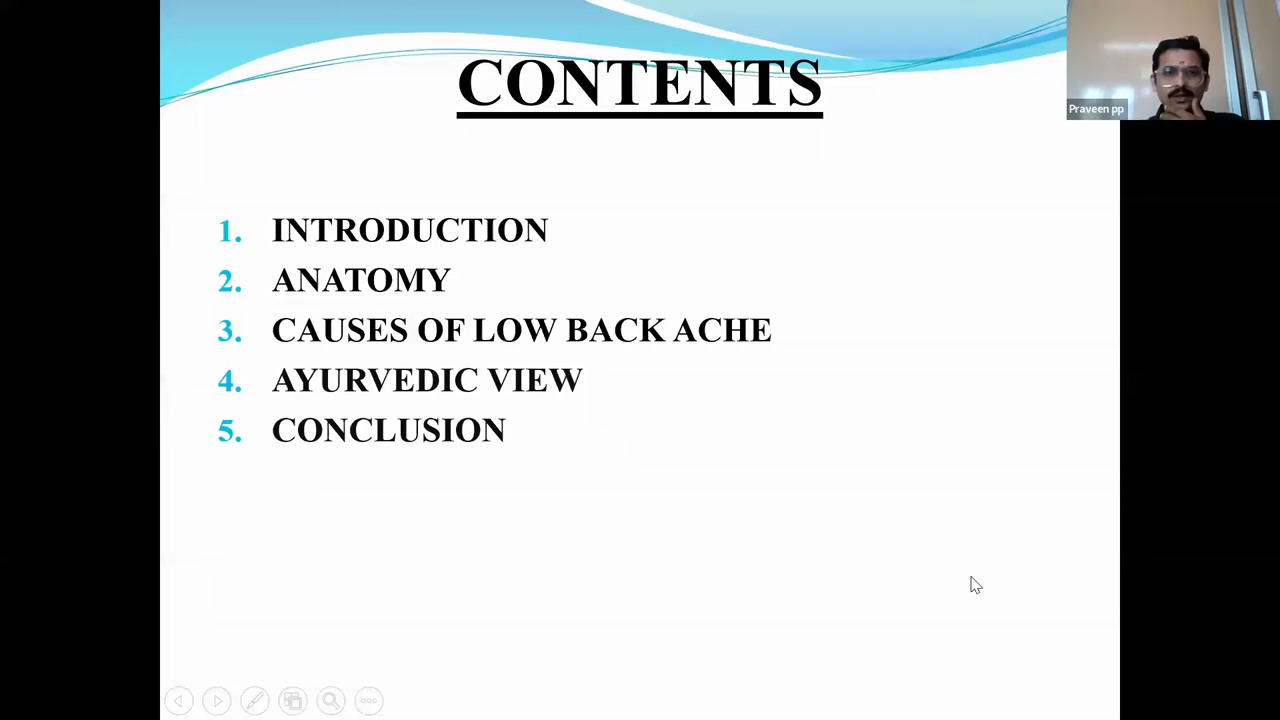 CONTENTS
Praveen pp
1. INTRODUCTION
2. ANATOMY
3. CAUSES OF LOW BACK ACHE
4. AYURVEDIC VIEW
5. CONCLUSION